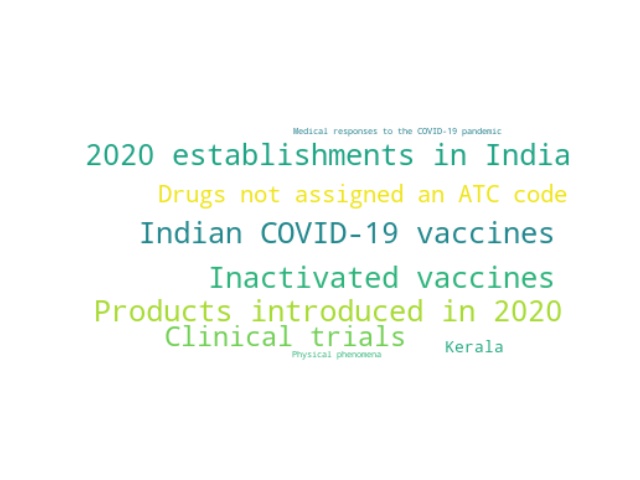 Medical responses to the COVID-19 pandemic
2020 establishments in India
Drugs not assigned an ATC code
Indian COVID-19 vaccines
Inactivated vaccines
Products introduced in 2020
Clinical trials
Kerala
Physical phenomena